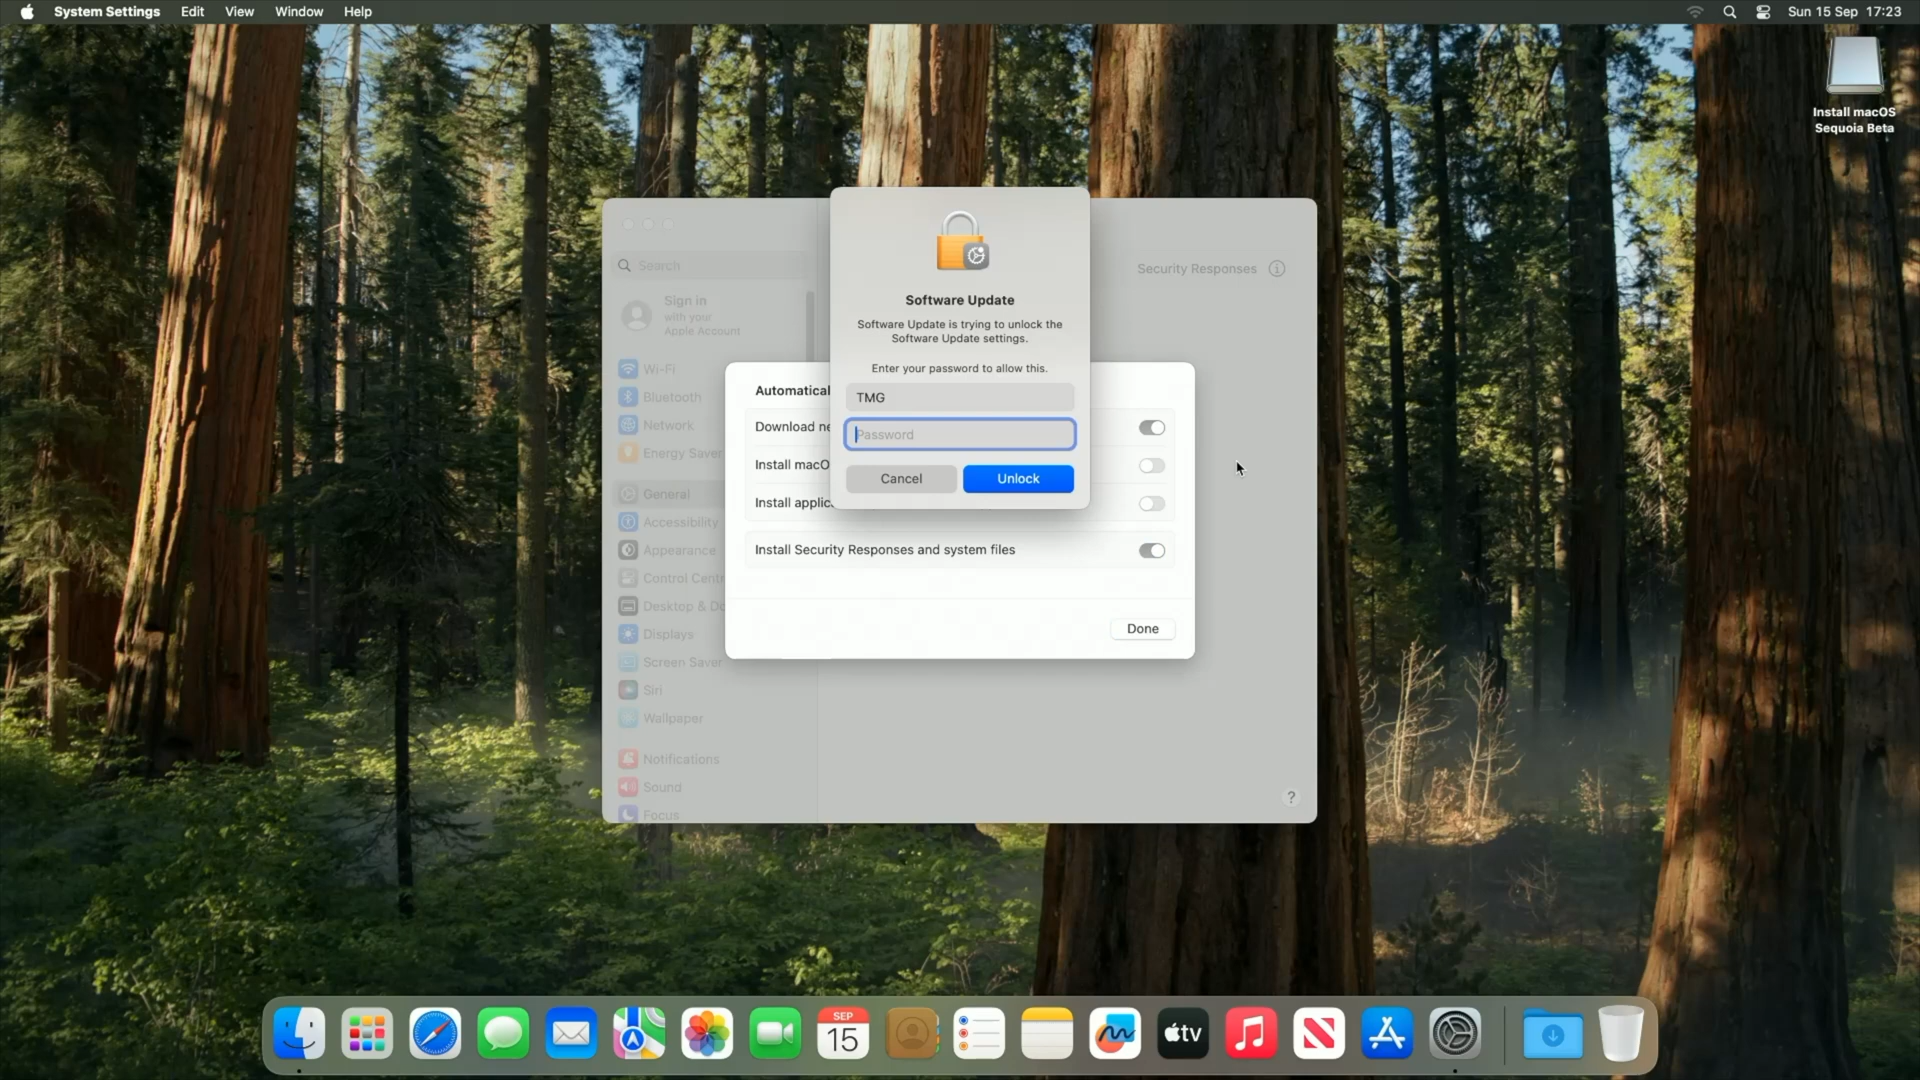 System Settings Edit View Window Help
Sun 15 Sep 17:23
Install macOS
Sequoia Beta
Search
Sign in
with your
Apple Account
Wi-Fi
Bluetooth
Network
Energy Saver
General
Accessibility
Appearance
Control Centr
Desktop & Do
Displays
Screen Saver
Siri
Wallpaper
Notifications
Sound
Focus
Security Responses
Software Update
Software Update is trying to unlock the
Software Update settings.
Enter your password to allow this.
TMG
Password
Cancel
Unlock
Automatical
Download ne
Install macO
Install applic
Install Security Responses and system files
Done
?
SEP
15
tv